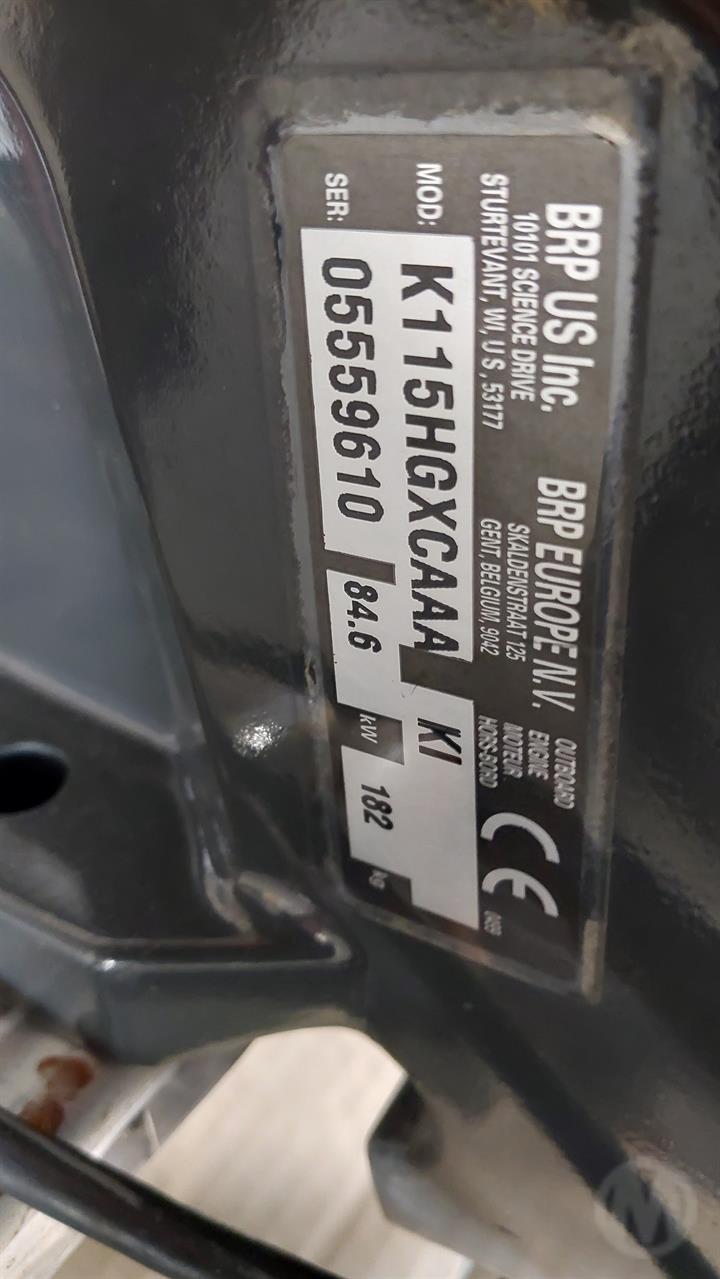 BRP US Inc.
10101 SCIENCE DRIVE
STURTEVANT, WI, U S , 53177
BRP EUROPE N.V.
SKALDENSTRAAT 125
GENT, BELGIUM, 9042
OUTBOARD
ENGINE
MOTEUR
HORS-BORD
CE
MOD: K115HGXCAAA KI
SER: 05559610 84.6 kW 182 kg
M